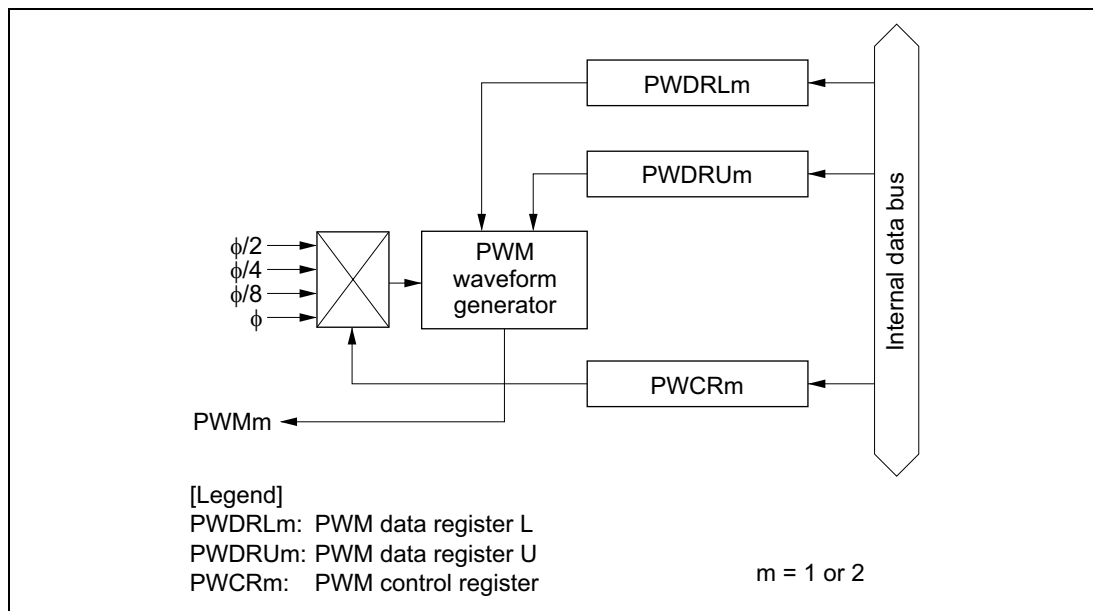 PWDRLm
PWDRUm
Internal data bus
ϕ/2
ϕ/4
ϕ/8
ϕ
PWM
waveform
generator
PWCRm
PWMm
[Legend]
PWDRLm: PWM data register L
PWDRUm: PWM data register U
PWCRm: PWM control register
m = 1 or 2